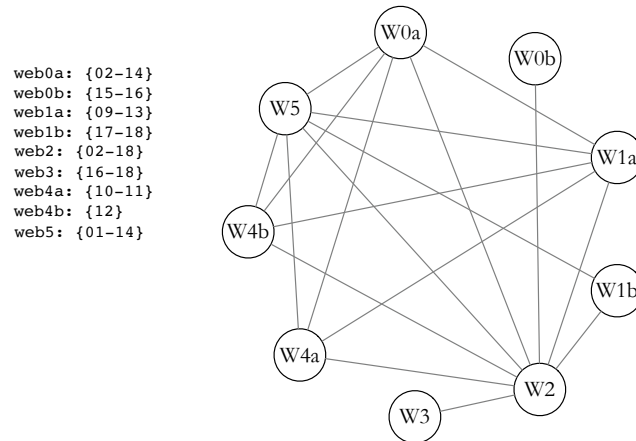 web0a: {02-14}
web0b: {15-16}
web1a: {09-13}
web1b: {17-18}
web2: {02-18}
web3: {16-18}
web4a: {10-11}
web4b: {12}
web5: {01-14}
W0a
W0b
W5
W1a
W4b
W1b
W4a
W2
W3